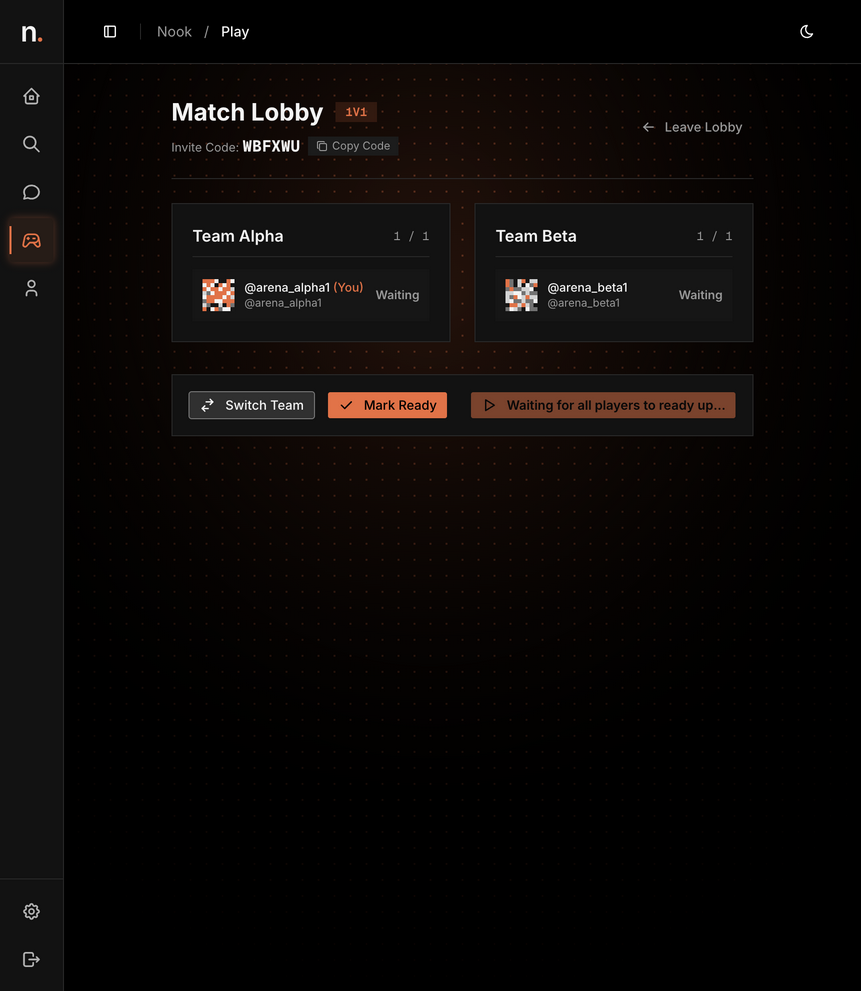 n.
Nook / Play
Match Lobby 1V1
Invite Code: WBFXWU Copy Code
Leave Lobby
Team Alpha 1 / 1
@arena_alpha1 (You)
@arena_alpha1
Waiting
Team Beta 1 / 1
@arena_beta1
@arena_beta1
Waiting
Switch Team Mark Ready Waiting for all players to ready up...